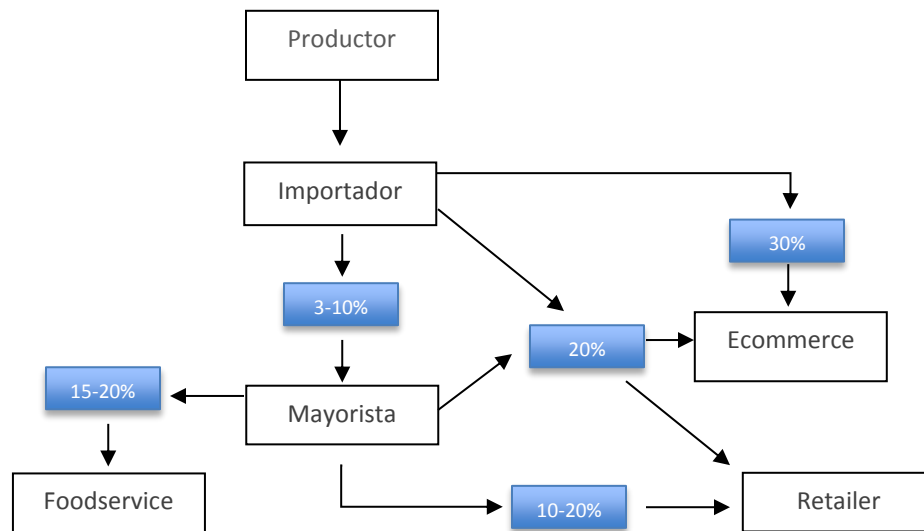 Productor
Importador
30%
3-10%
20%
Ecommerce
15-20%
Mayorista
Foodservice
10-20%
Retailer